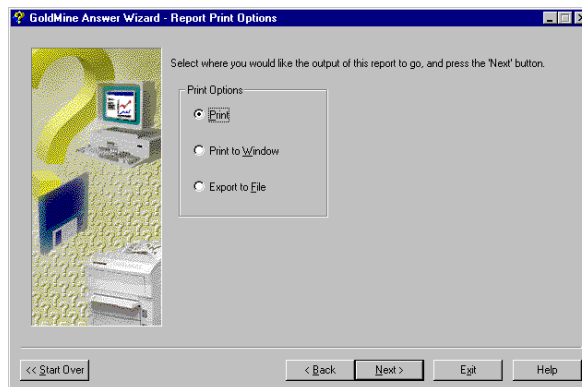 GoldMine Answer Wizard - Report Print Options
Select where you would like the output of this report to go, and press the 'Next' button.
Print Options
Print
Print to Window
Export to File
<< Start Over
< Back
Next >
Exit
Help